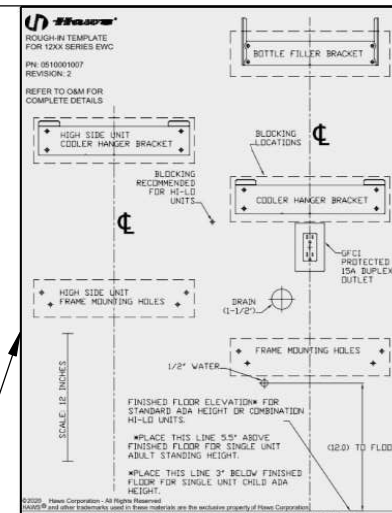 Haws®
ROUGH-IN TEMPLATE
FOR 12XX SERIES EWC
PN: 0510001007
REVISION: 2
REFER TO O&M FOR
COMPLETE DETAILS
BOTTLE FILLER BRACKET
HIGH SIDE UNIT
COOLER HANGER BRACKET
BLOCKING
LOCATIONS
BLOCKING
RECOMMENDED
FOR HI-LO
UNITS
COOLER HANGER BRACKET
GFCI
PROTECTED
15A DUPLEX
OUTLET
HIGH SIDE UNIT
FRAME MOUNTING HOLES
DRAIN
(1-1/2")
FRAME MOUNTING HOLES
1/2" WATER
SCALE: 12 INCHES
FINISHED FLOOR ELEVATION* FOR
STANDARD ADA HEIGHT OR COMBINATION
HI-LO UNITS.
*PLACE THIS LINE 5.5" ABOVE
FINISHED FLOOR FOR SINGLE UNIT
ADULT STANDING HEIGHT.
*PLACE THIS LINE 3" BELOW FINISHED
FLOOR FOR SINGLE UNIT CHILD ADA
HEIGHT.
(12.0) TO FLOO
©2020 Haws Corporation - All Rights Reserved.
HAWS® and other trademarks used in these materials are the exclusive property of Haws Corporation